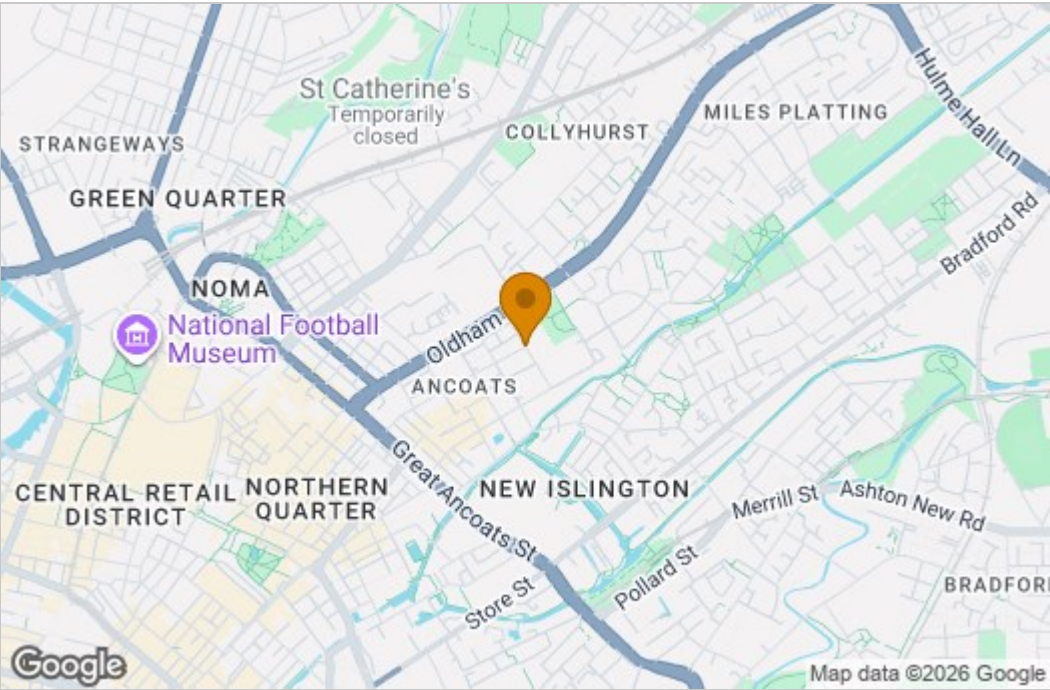 St Catherine's
Temporarily
closed
MILES PLATTING
Hulme Hall Ln
COLLYHURST
STRANGEWAYS
GREEN QUARTER
Bradford Rd
NOMA
National Football
Museum
Oldham
ANCOATS
Great Ancoats St
CENTRAL RETAIL
DISTRICT
NORTHERN
QUARTER
NEW ISLINGTON
Merrill St
Ashton New Rd
Pollard St
Store St
BRADFOR
Google
Map data ©2026 Google